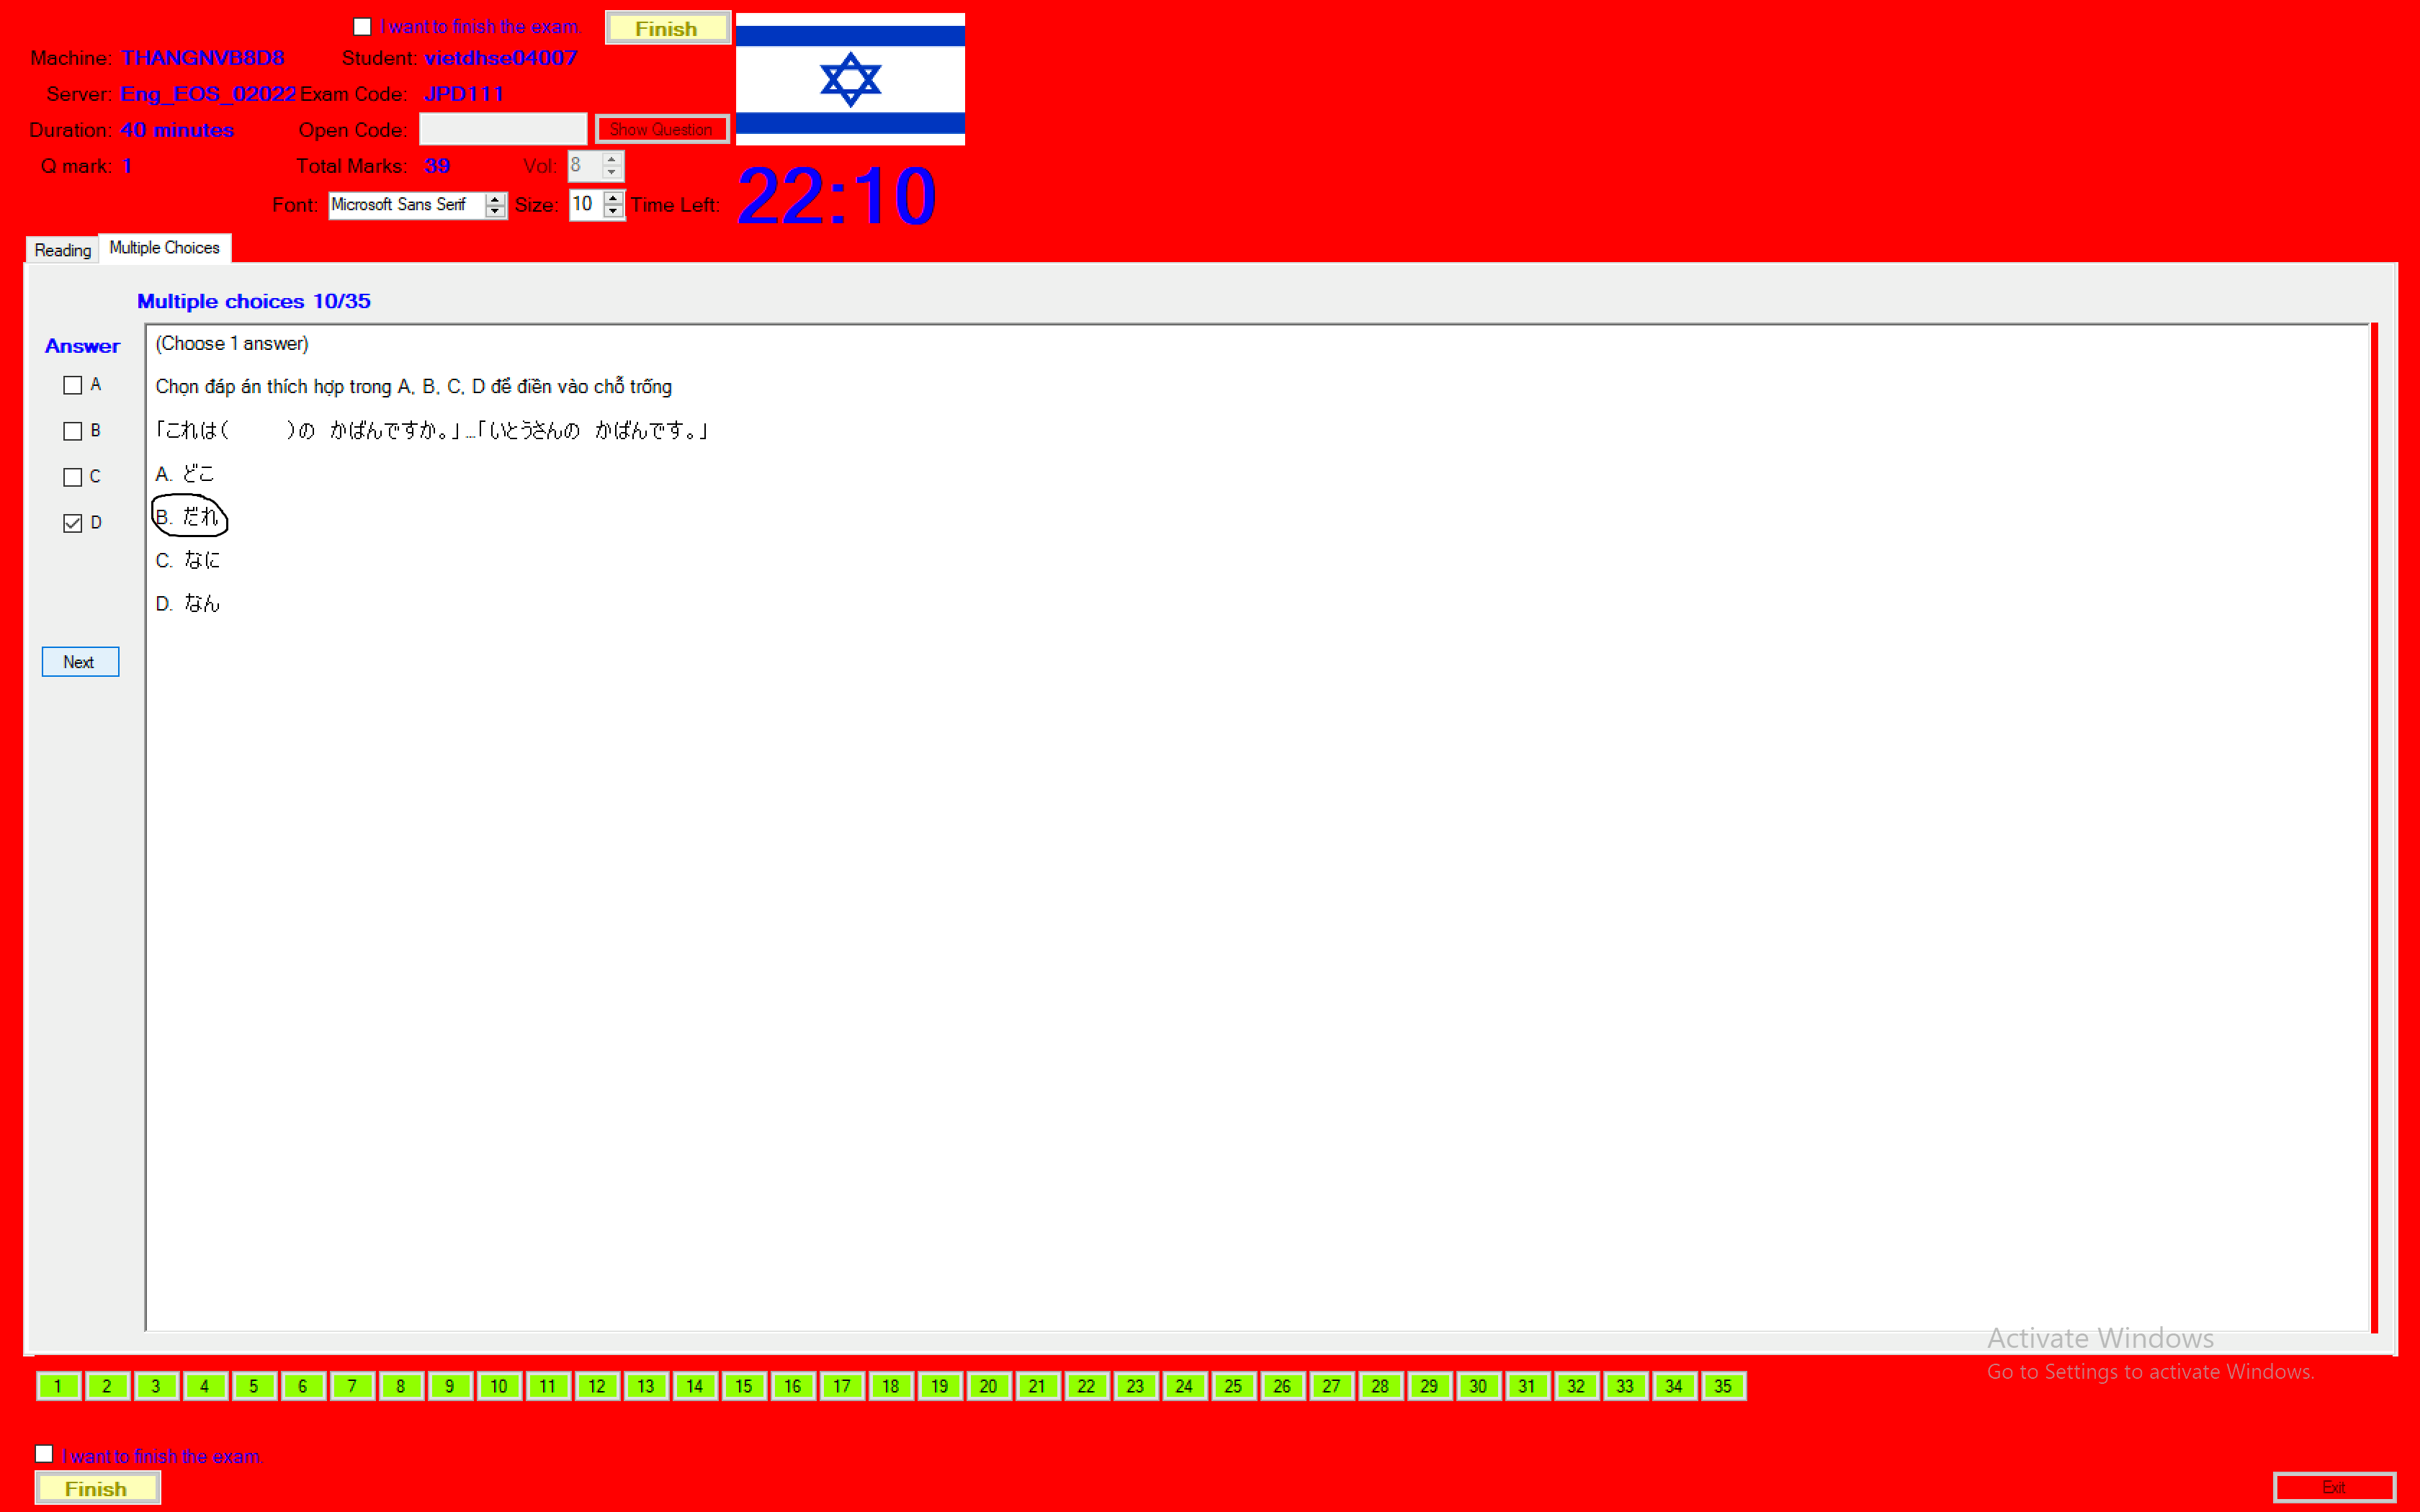 I want to finish the exam.
Finish
Machine: THANGNVB8D8 Student: vietdhse04007
Server: Eng_EOS_02022 Exam Code: JPD111
Duration: 40 minutes Open Code: Show Question
Q mark: 1 Total Marks: 39 Vol: 8
Font: Microsoft Sans Serif Size: 10 Time Left: 22:10
Reading Multiple Choices
Multiple choices 10/35
Answer
A
B
C
D
Next
(Choose 1 answer)
Chọn đáp án thích hợp trong A, B, C, D để điền vào chỗ trống
「これは(　　　)の　かばんですか。」…「いとうさんの　かばんです。」
A. どこ
B. だれ
C. なに
D. なん
Activate Windows
Go to Settings to activate Windows.
1 2 3 4 5 6 7 8 9 10 11 12 13 14 15 16 17 18 19 20 21 22 23 24 25 26 27 28 29 30 31 32 33 34 35
I want to finish the exam.
Finish
Exit